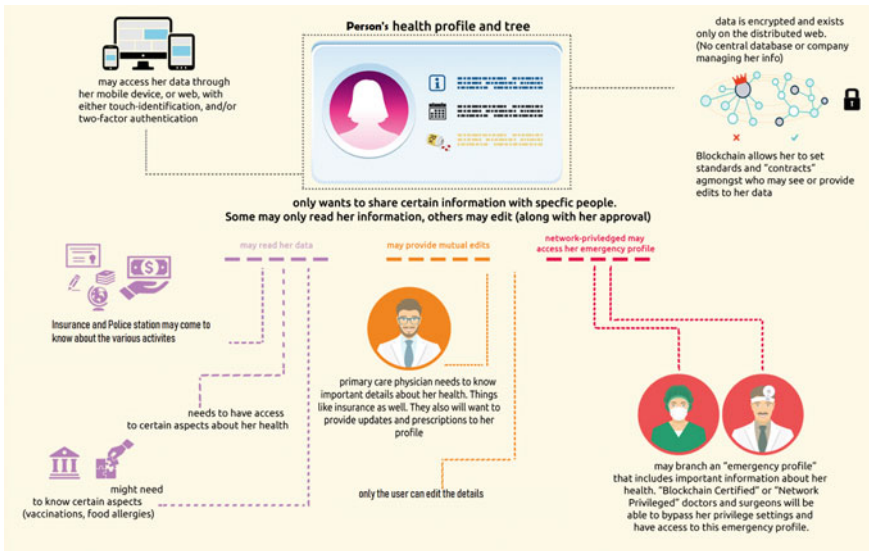 Person's health profile and tree
may access her data through
her mobile device, or web, with
either touch-identification, and/or
two-factor authentication
data is encrypted and exists
only on the distributed web.
(No central database or company
managing her info)
Blockchain allows her to set
standards and "contracts"
agmongst who may see or provide
edits to her data
only wants to share certain information with specfic people.
Some may only read her information, others may edit (along with her approval)
may read her data
may provide mutual edits
network-priviledged may
access her emergency profile
Insurance and Police station may come to
know about the various activites
needs to have access
to certain aspects about her health
might need
to know certain aspects
(vaccinations, food allergies)
primary care physician needs to know
important details about her health. Things
like insurance as well. They also will want to
provide updates and prescriptions to her
profile
only the user can edit the details
may branch an "emergency profile"
that includes important information about her
health. "Blockchain Certified" or "Network
Privileged" doctors and surgeons will be
able to bypass her privilege settings and
have access to this emergency profile.